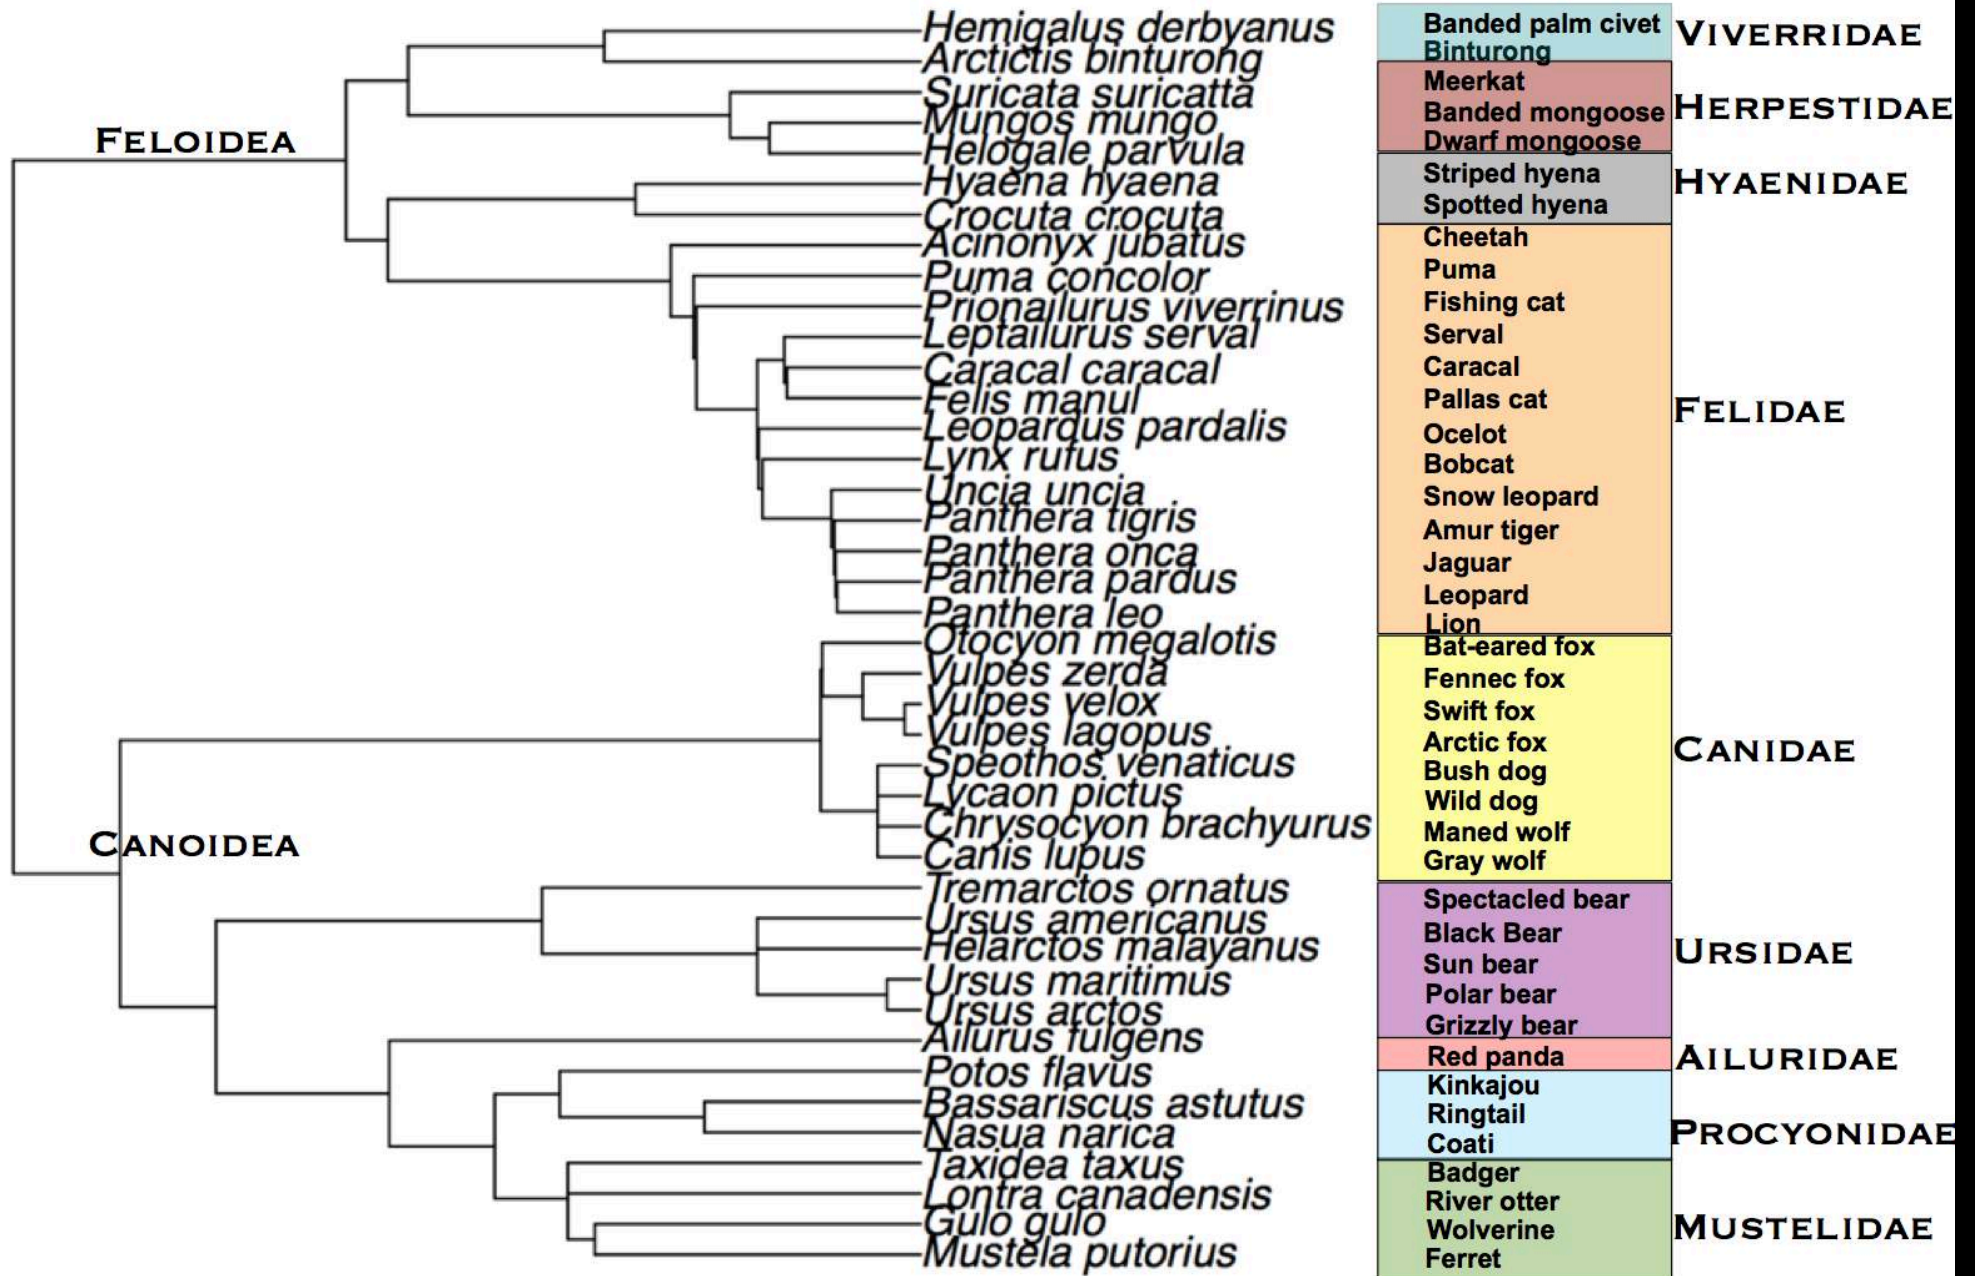 FELOIDEA
CANOIDEA
Hemigalus derbyanus
Arctictis binturong
Suricata suricatta
Mungos mungo
Helogale parvula
Hyaena hyaena
Crocuta crocuta
Acinonyx jubatus
Puma concolor
Prionailurus viverrinus
Leptailurus serval
Caracal caracal
Felis manul
Leopardus pardalis
Lynx rufus
Uncia uncia
Panthera tigris
Panthera onca
Panthera pardus
Panthera leo
Otocyon megalotis
Vulpes zerda
Vulpes velox
Vulpes lagopus
Speothos venaticus
Lycaon pictus
Chrysocyon brachyurus
Canis lupus
Tremarctos ornatus
Ursus americanus
Helarctos malayanus
Ursus maritimus
Ursus arctos
Ailurus fulgens
Potos flavus
Bassariscus astutus
Nasua narica
Taxidea taxus
Lontra canadensis
Gulo gulo
Mustela putorius
Banded palm civet
Binturong
Meerkat
Banded mongoose
Dwarf mongoose
Striped hyena
Spotted hyena
Cheetah
Puma
Fishing cat
Serval
Caracal
Pallas cat
Ocelot
Bobcat
Snow leopard
Amur tiger
Jaguar
Leopard
Lion
Bat-eared fox
Fennec fox
Swift fox
Arctic fox
Bush dog
Wild dog
Maned wolf
Gray wolf
Spectacled bear
Black Bear
Sun bear
Polar bear
Grizzly bear
Red panda
Kinkajou
Ringtail
Coati
Badger
River otter
Wolverine
Ferret
VIVERRIDAE
HERPESTIDAE
HYAENIDAE
FELIDAE
CANIDAE
URSIDAE
AILURIDAE
PROCYONIDAE
MUSTELIDAE